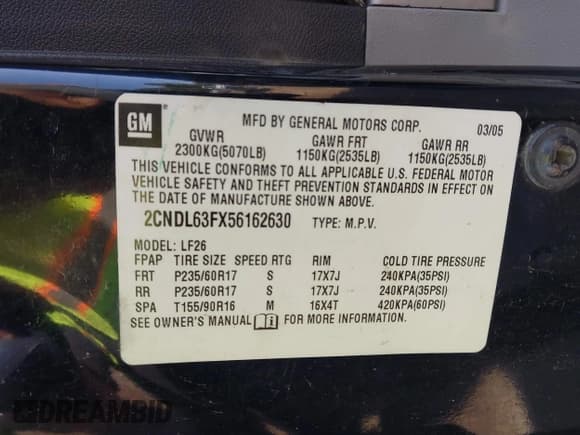 GM
MFD BY GENERAL MOTORS CORP. 03/05
GVWR GAWR FRT GAWR RR
2300KG(5070LB) 1150KG(2535LB) 1150KG(2535LB)
THIS VEHICLE CONFORMS TO ALL APPLICABLE U.S. FEDERAL MOTOR
VEHICLE SAFETY AND THEFT PREVENTION STANDARDS IN EFFECT ON
THE DATE OF MANUFACTURE SHOWN ABOVE.
2CNDL63FX56162630 TYPE: M.P.V.
MODEL: LF26
FPAP TIRE SIZE SPEED RTG RIM COLD TIRE PRESSURE
FRT P235/60R17 S 17X7J 240KPA(35PSI)
RR P235/60R17 S 17X7J 240KPA(35PSI)
SPA T155/90R16 M 16X4T 420KPA(60PSI)
SEE OWNER'S MANUAL FOR MORE INFORMATION.
DREAMBID